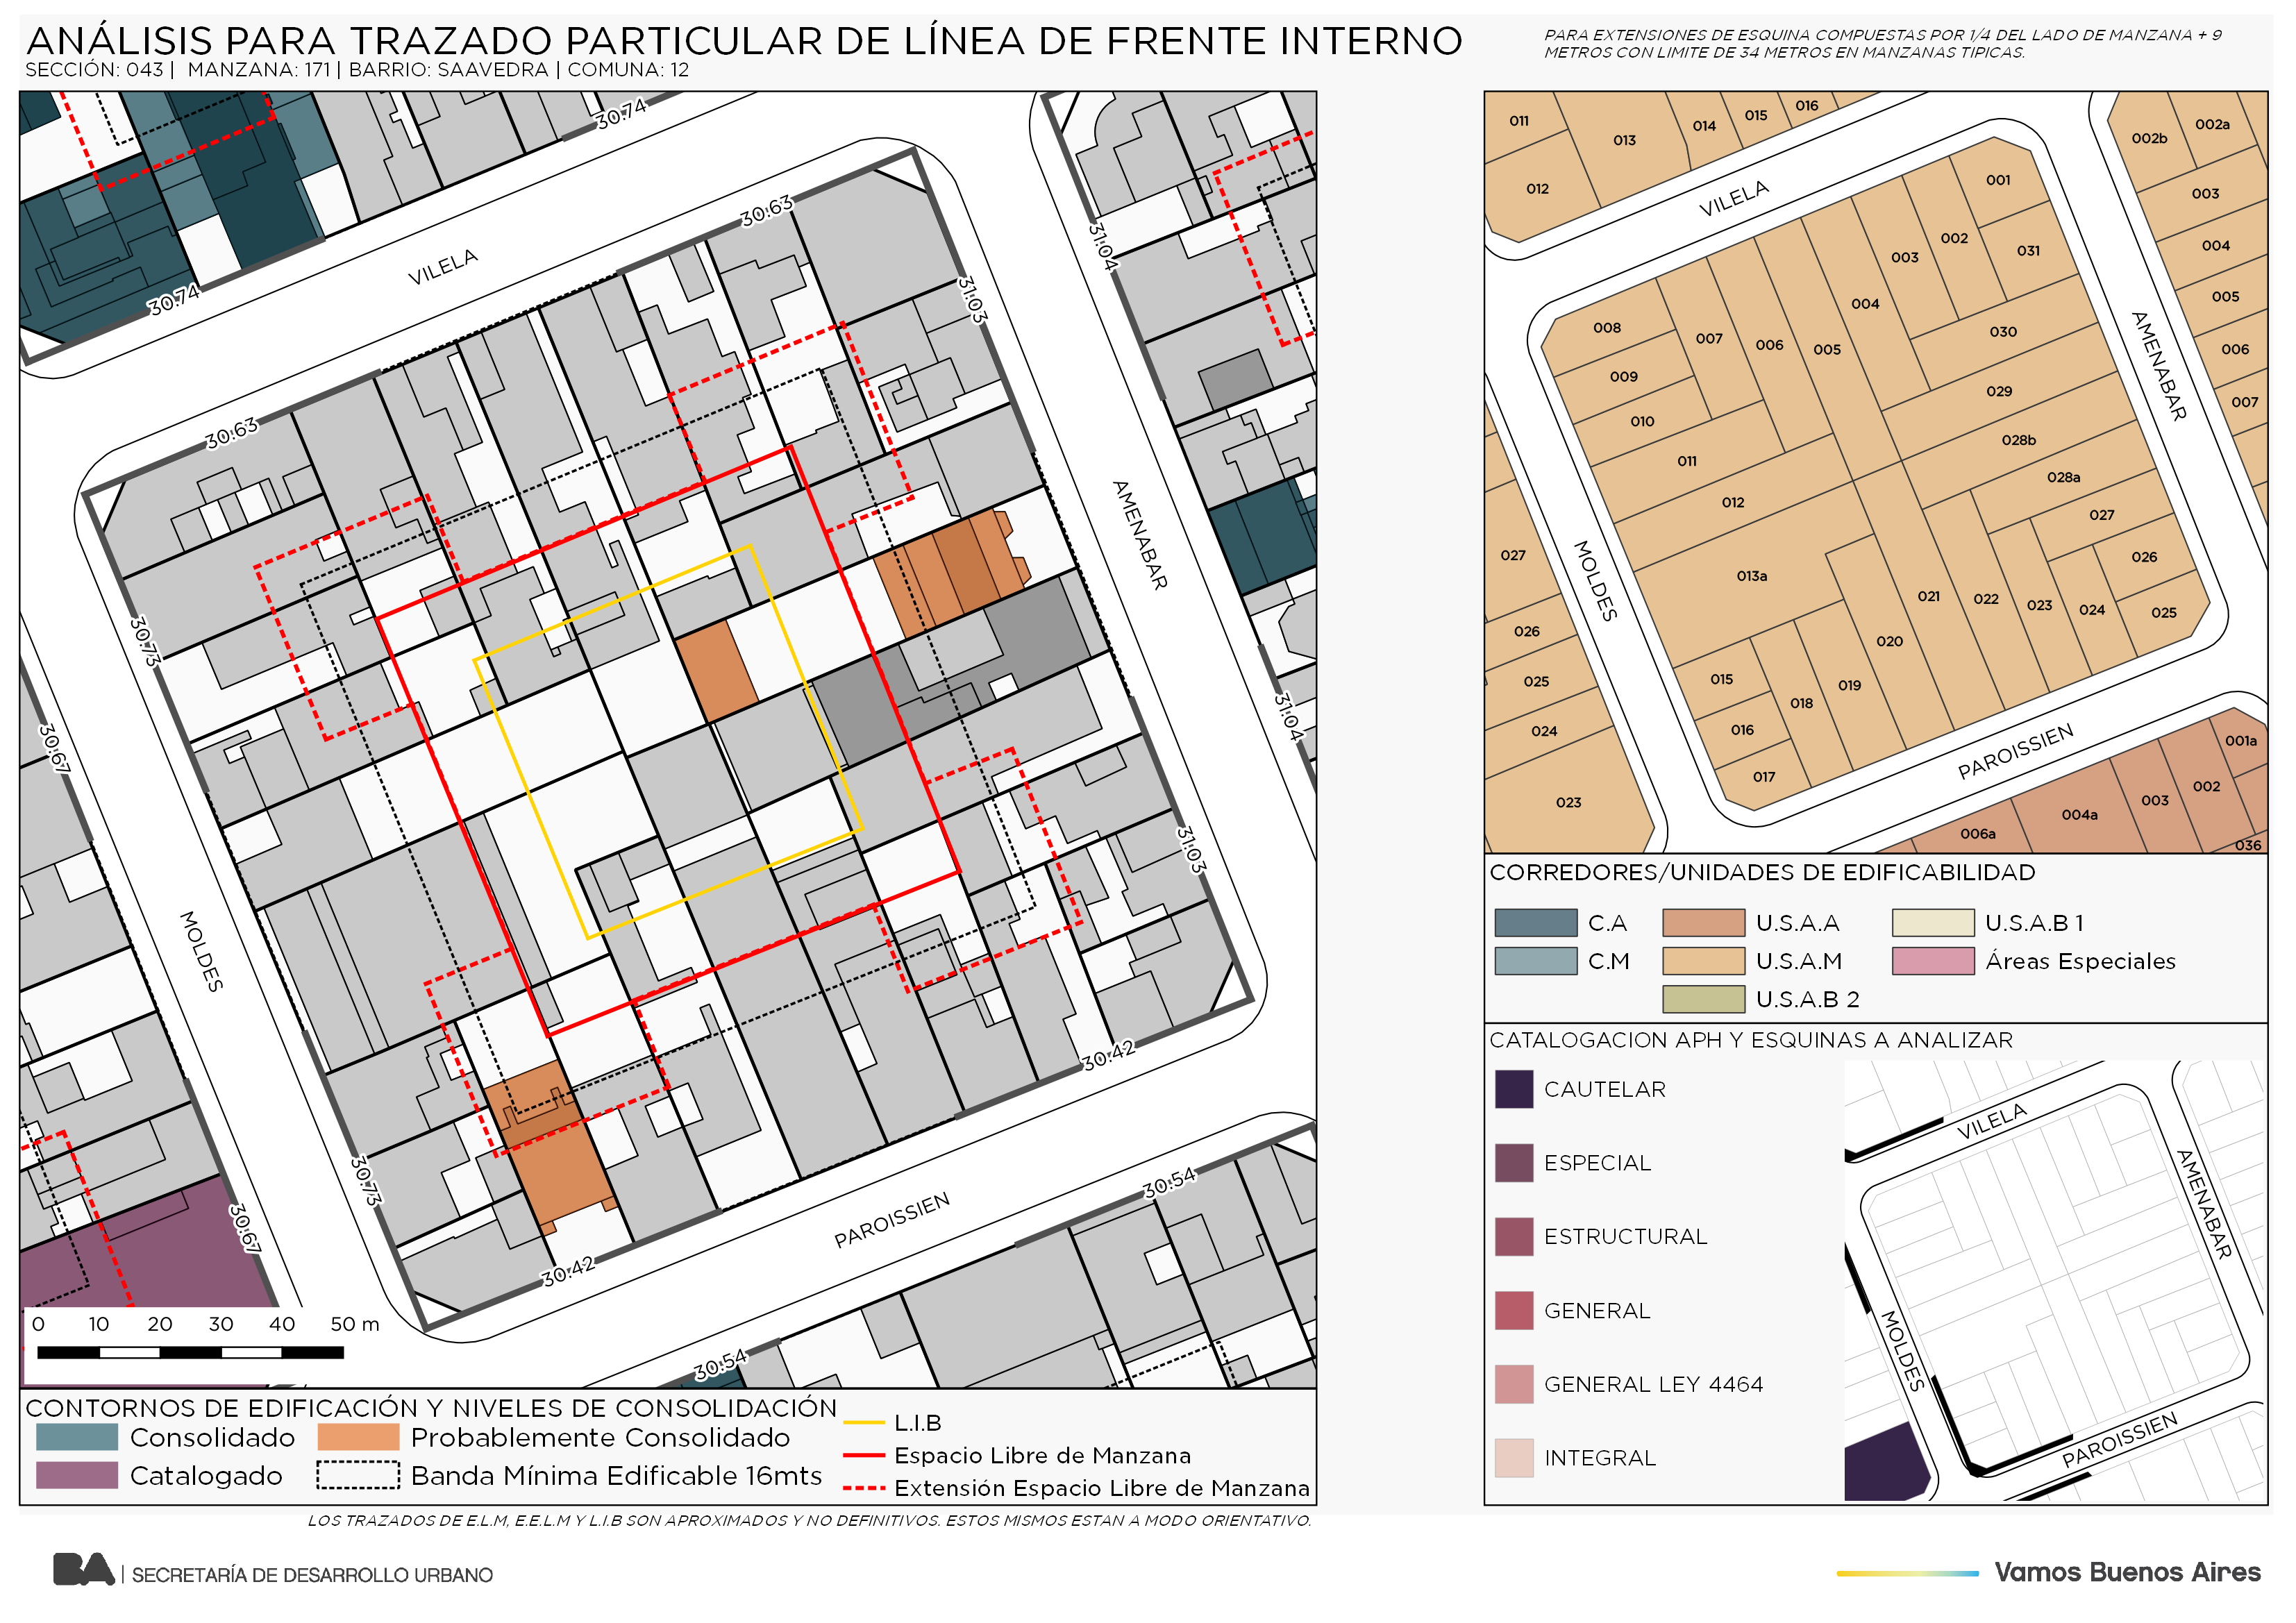 ANÁLISIS PARA TRAZADO PARTICULAR DE LÍNEA DE FRENTE INTERNO
SECCIÓN: 043 | MANZANA: 171 | BARRIO: SAAVEDRA | COMUNA: 12
PARA EXTENSIONES DE ESQUINA COMPUESTAS POR 1/4 DEL LADO DE MANZANA + 9
METROS CON LIMITE DE 34 METROS EN MANZANAS TIPICAS.
30.74
30.74
VILELA
30.63
30.63
31.04
31.03
AMENABAR
30.73
30.67
31.04
31.03
MOLDES
30.42
30.73
30.67
PAROISSIEN
30.54
30.42
30.54
0 10 20 30 40 50 m
CONTORNOS DE EDIFICACIÓN Y NIVELES DE CONSOLIDACIÓN
Consolidado
Probablemente Consolidado
Catalogado
Banda Mínima Edificable 16mts
L.I.B
Espacio Libre de Manzana
Extensión Espacio Libre de Manzana
LOS TRAZADOS DE E.L.M, E.E.L.M Y L.I.B SON APROXIMADOS Y NO DEFINITIVOS. ESTOS MISMOS ESTAN A MODO ORIENTATIVO.
011
013
014
015
016
012
002b
002a
VILELA
001
003
002
031
003
004
004
005
008
007
006
005
030
AMENABAR
006
009
029
007
010
028b
011
028a
012
027
027
MOLDES
013a
026
021
022
023
024
025
026
020
015
019
018
025
016
024
017
PAROISSIEN
001a
002
003
004a
023
006a
036
CORREDORES/UNIDADES DE EDIFICABILIDAD
C.A
U.S.A.A
U.S.A.B 1
C.M
U.S.A.M
Áreas Especiales
U.S.A.B 2
CATALOGACION APH Y ESQUINAS A ANALIZAR
CAUTELAR
ESPECIAL
ESTRUCTURAL
GENERAL
GENERAL LEY 4464
INTEGRAL
VILELA
AMENABAR
MOLDES
PAROISSIEN
BA | SECRETARÍA DE DESARROLLO URBANO
Vamos Buenos Aires